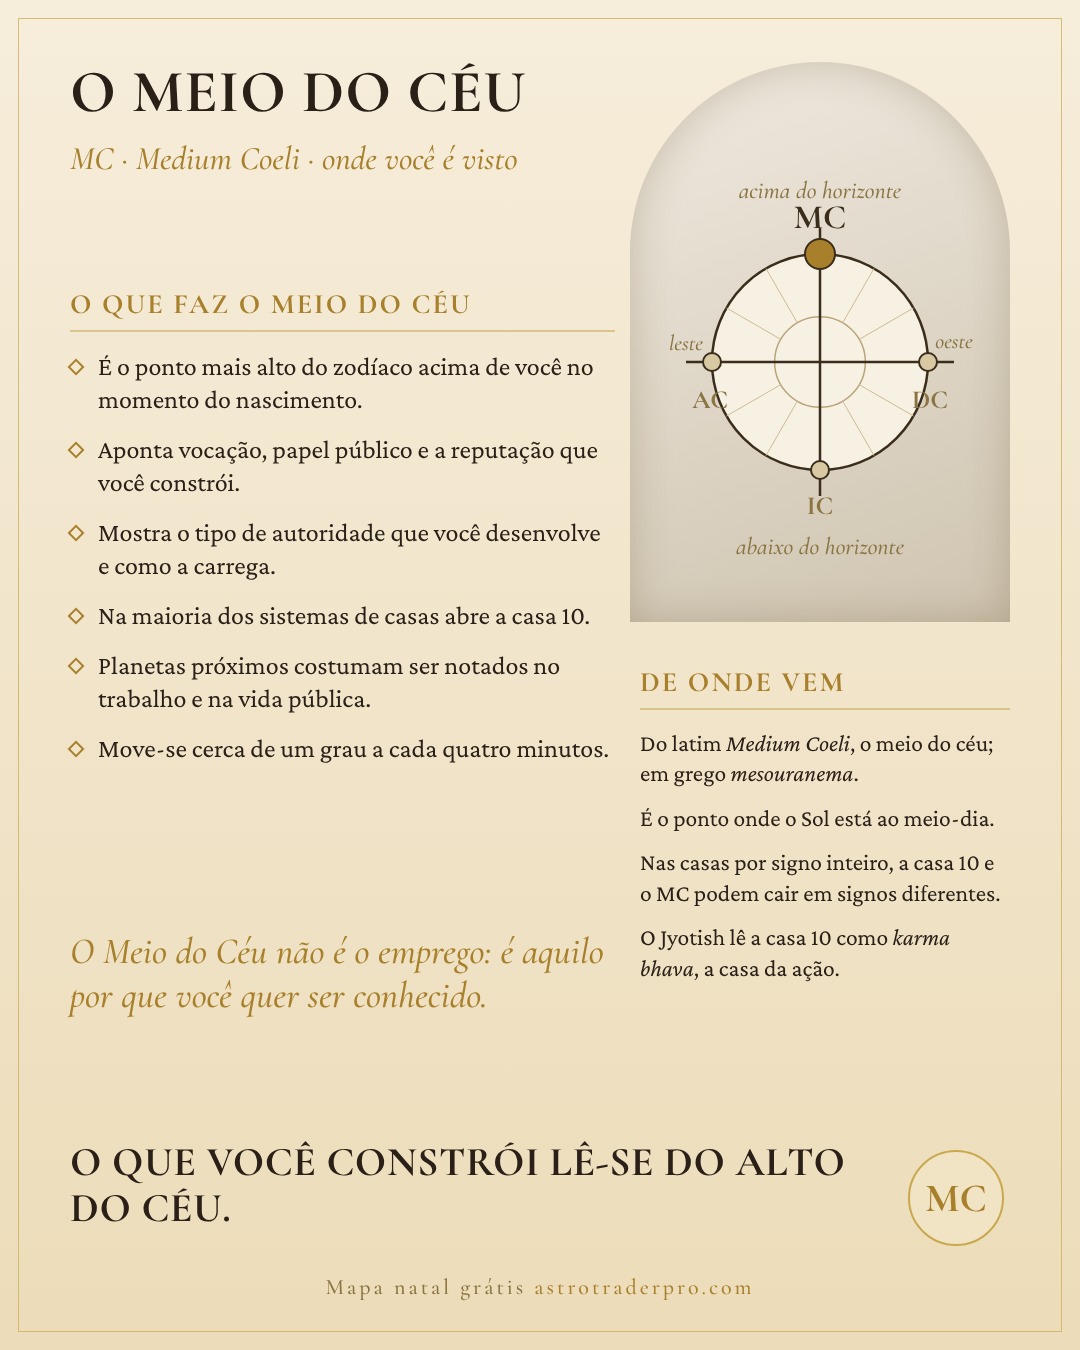 O MEIO DO CÉU
MC · Medium Coeli · onde você é visto
O QUE FAZ O MEIO DO CÉU
É o ponto mais alto do zodíaco acima de você no
momento do nascimento.
Aponta vocação, papel público e a reputação que
você constrói.
Mostra o tipo de autoridade que você desenvolve
e como a carrega.
Na maioria dos sistemas de casas abre a casa 10.
Planetas próximos costumam ser notados no
trabalho e na vida pública.
Move-se cerca de um grau a cada quatro minutos.
O Meio do Céu não é o emprego: é aquilo
por que você quer ser conhecido.
acima do horizonte
MC
leste
oeste
AC
DC
IC
abaixo do horizonte
DE ONDE VEM
Do latim Medium Coeli, o meio do céu;
em grego mesouranema.
É o ponto onde o Sol está ao meio-dia.
Nas casas por signo inteiro, a casa 10 e
o MC podem cair em signos diferentes.
O Jyotish lê a casa 10 como karma
bhava, a casa da ação.
O QUE VOCÊ CONSTRÓI LÊ-SE DO ALTO
DO CÉU.
MC
Mapa natal grátis astrotraderpro.com